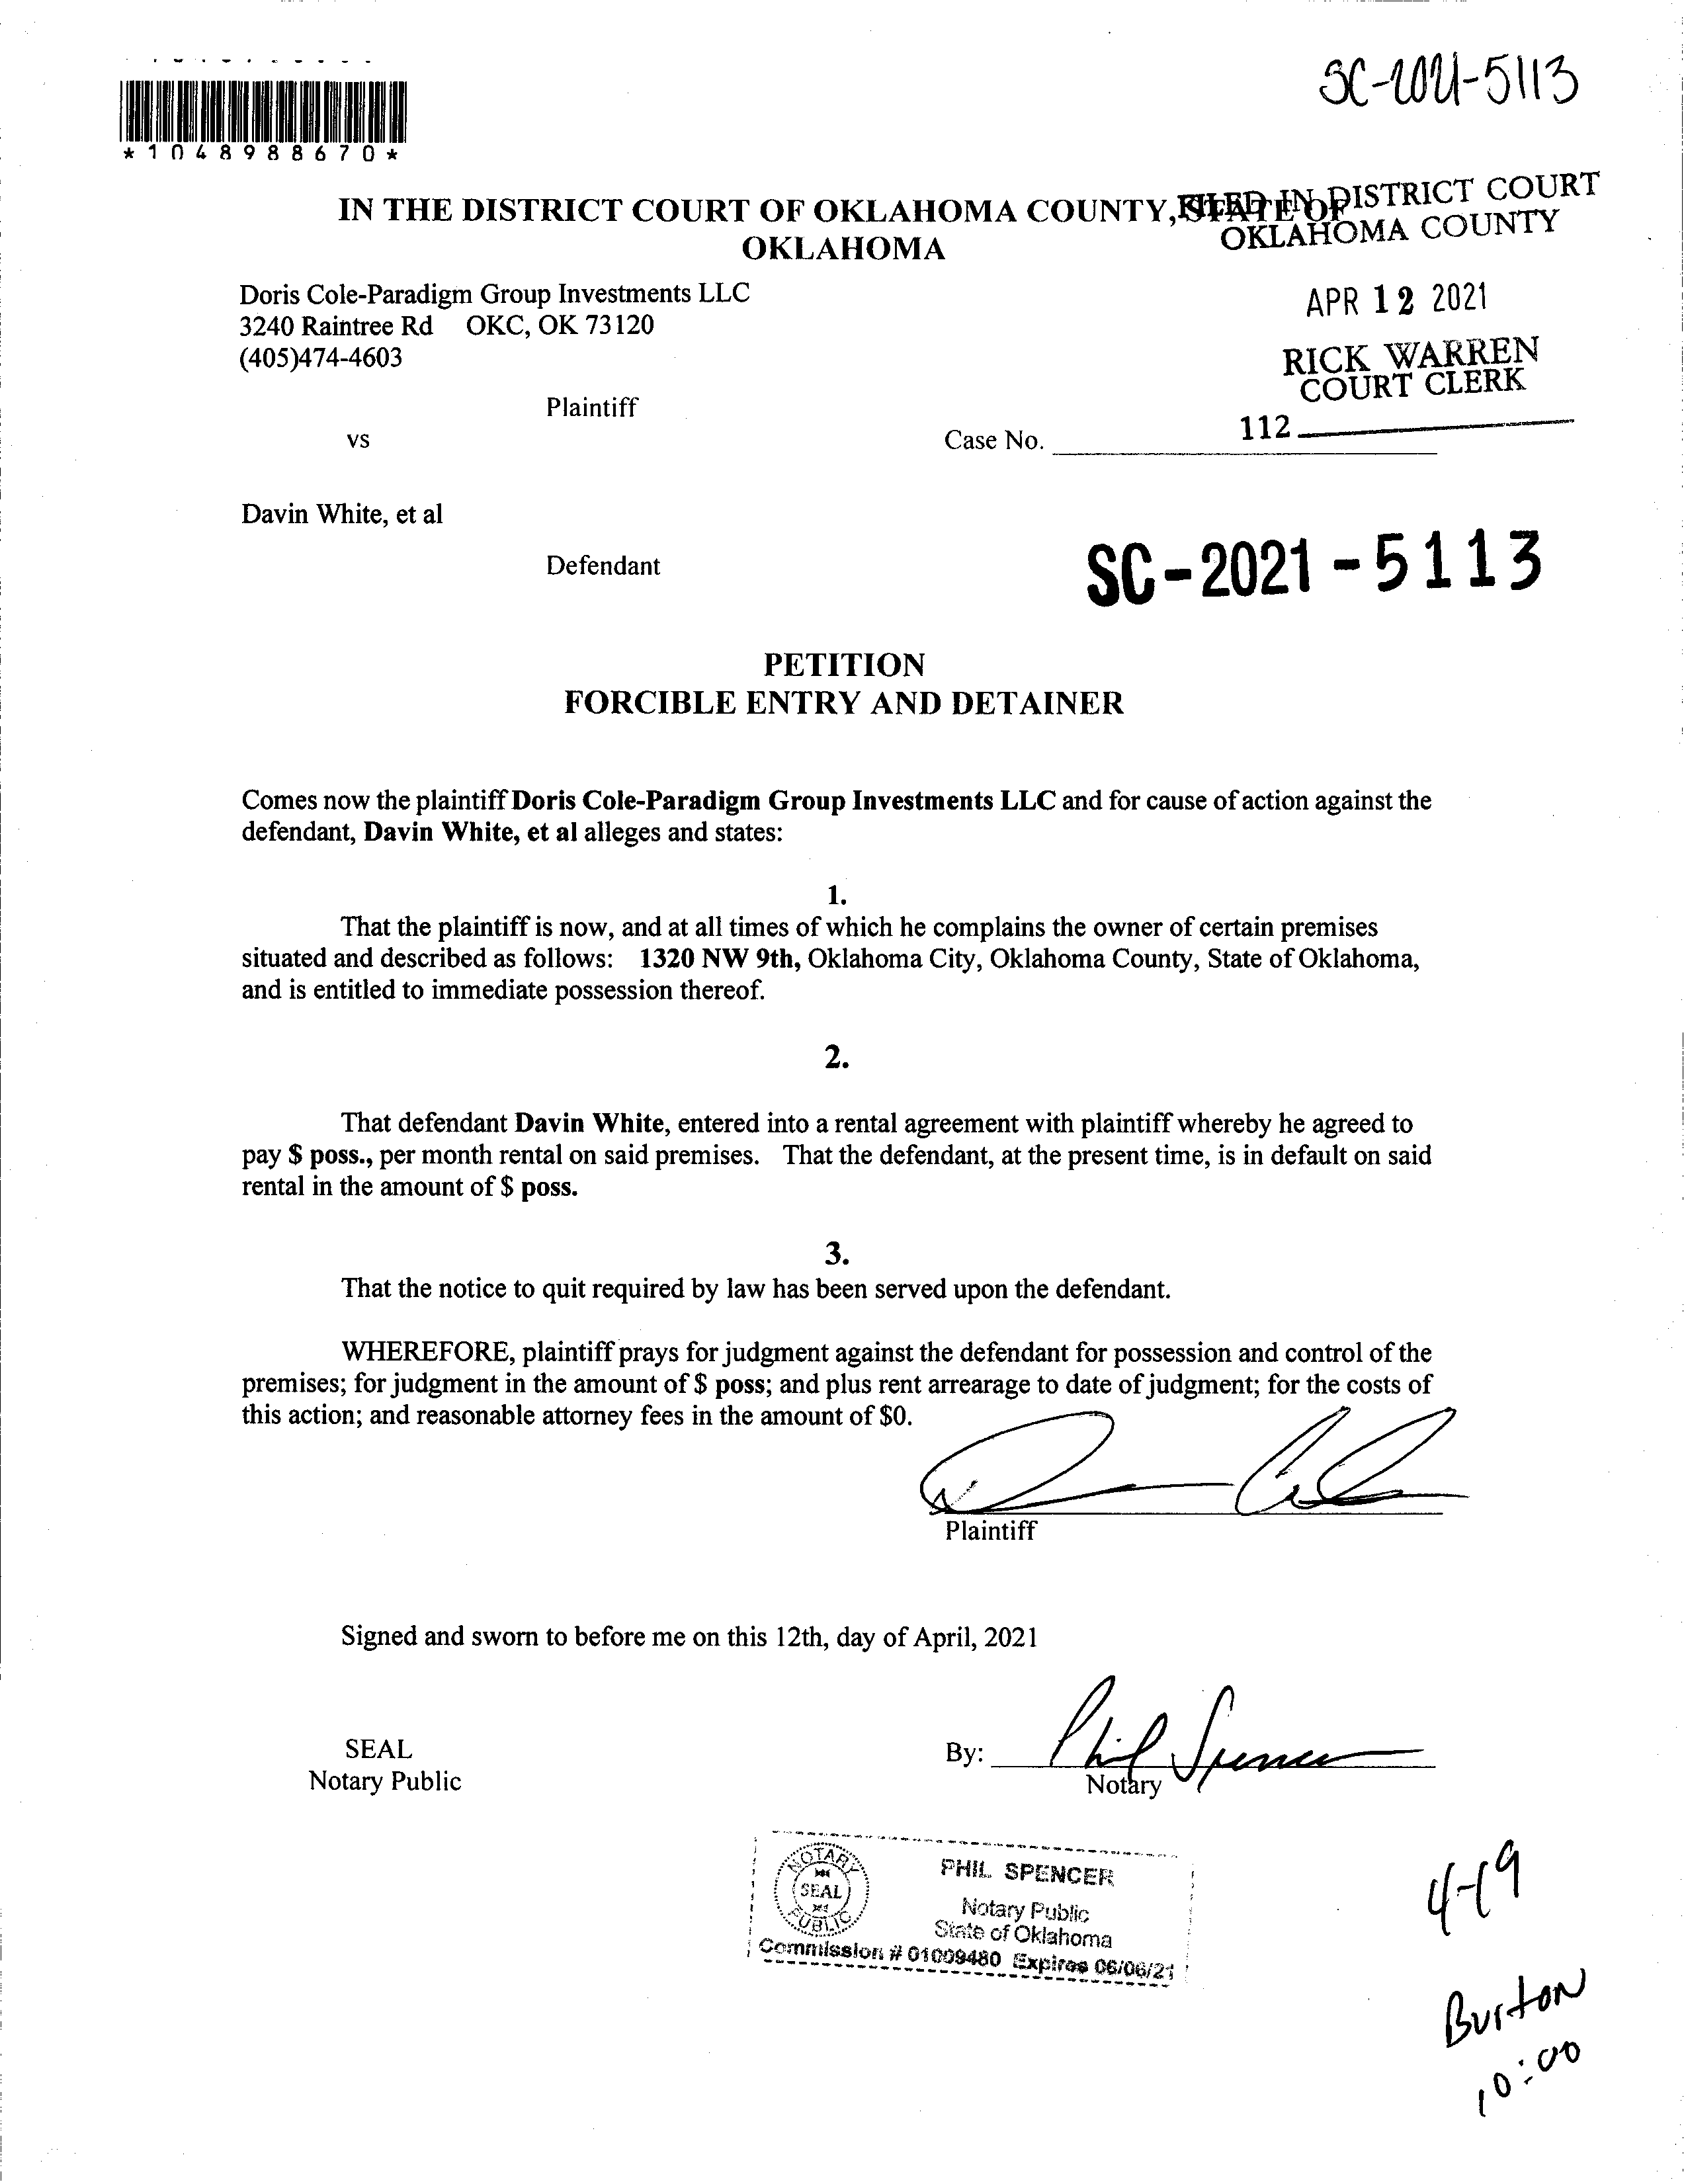 SC-2021-5113
*1048988670*
IN THE DISTRICT COURT OF OKLAHOMA COUNTY, STATE OF
OKLAHOMA
FILED IN DISTRICT COURT
OKLAHOMA COUNTY
Doris Cole-Paradigm Group Investments LLC
3240 Raintree Rd OKC, OK 73120
(405)474-4603
APR 12 2021
RICK WARREN
COURT CLERK
112
Plaintiff
vs
Case No.
Davin White, et al
Defendant
SC-2021-5113
PETITION
FORCIBLE ENTRY AND DETAINER
Comes now the plaintiff Doris Cole-Paradigm Group Investments LLC and for cause of action against the
defendant, Davin White, et al alleges and states:
1.
That the plaintiff is now, and at all times of which he complains the owner of certain premises
situated and described as follows: 1320 NW 9th, Oklahoma City, Oklahoma County, State of Oklahoma,
and is entitled to immediate possession thereof.
2.
That defendant Davin White, entered into a rental agreement with plaintiff whereby he agreed to
pay $ poss., per month rental on said premises. That the defendant, at the present time, is in default on said
rental in the amount of $ poss.
3.
That the notice to quit required by law has been served upon the defendant.
WHEREFORE, plaintiff prays for judgment against the defendant for possession and control of the
premises; for judgment in the amount of $ poss; and plus rent arrearage to date of judgment; for the costs of
this action; and reasonable attorney fees in the amount of $0.
Plaintiff
Signed and sworn to before me on this 12th, day of April, 2021
SEAL
Notary Public
By: Phil Spencer
Notary
NOTARY
SEAL
PUBLIC
PHIL SPENCER
Notary Public
State of Oklahoma
Commission # 01009480 Expires 06/06/21
4-19
Burton
10:00